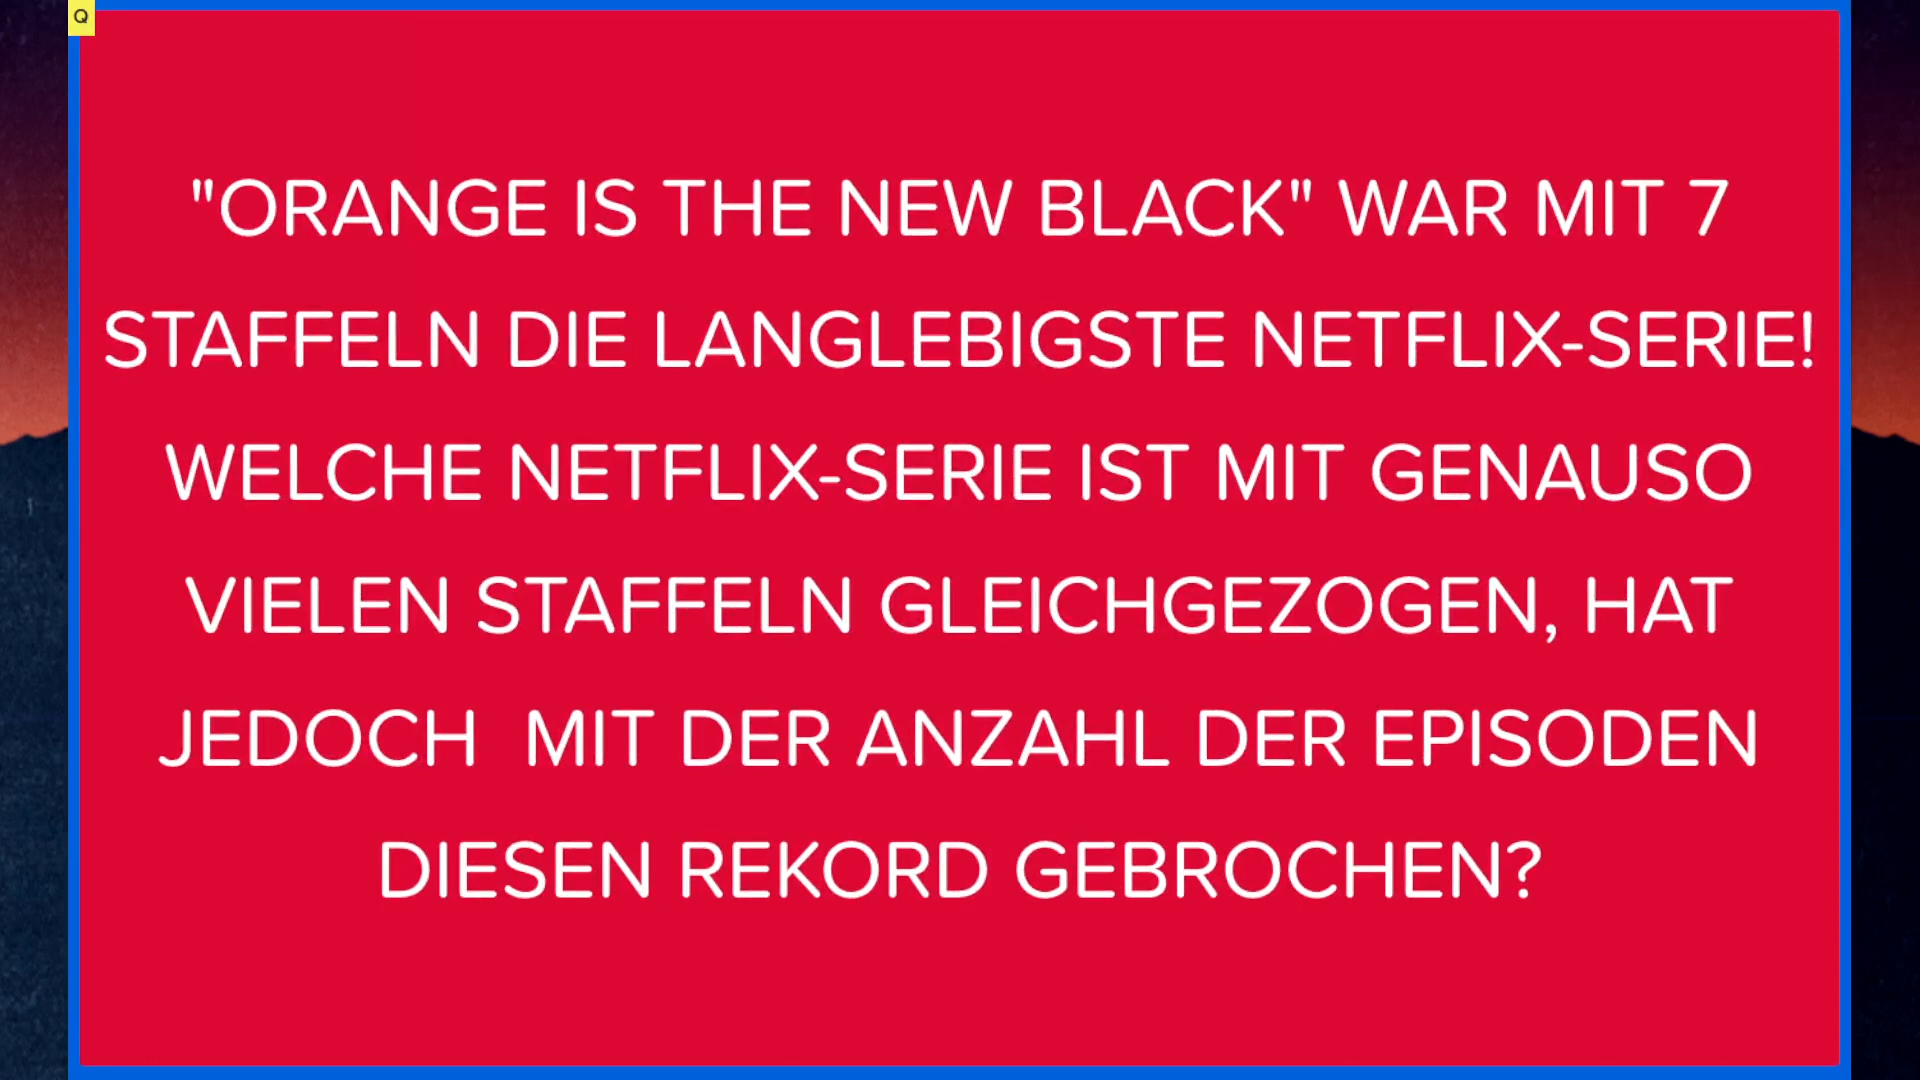 Q
"ORANGE IS THE NEW BLACK" WAR MIT 7
STAFFELN DIE LANGLEBIGSTE NETFLIX-SERIE!
WELCHE NETFLIX-SERIE IST MIT GENAUSO
VIELEN STAFFELN GLEICHGEZOGEN, HAT
JEDOCH  MIT DER ANZAHL DER EPISODEN
DIESEN REKORD GEBROCHEN?